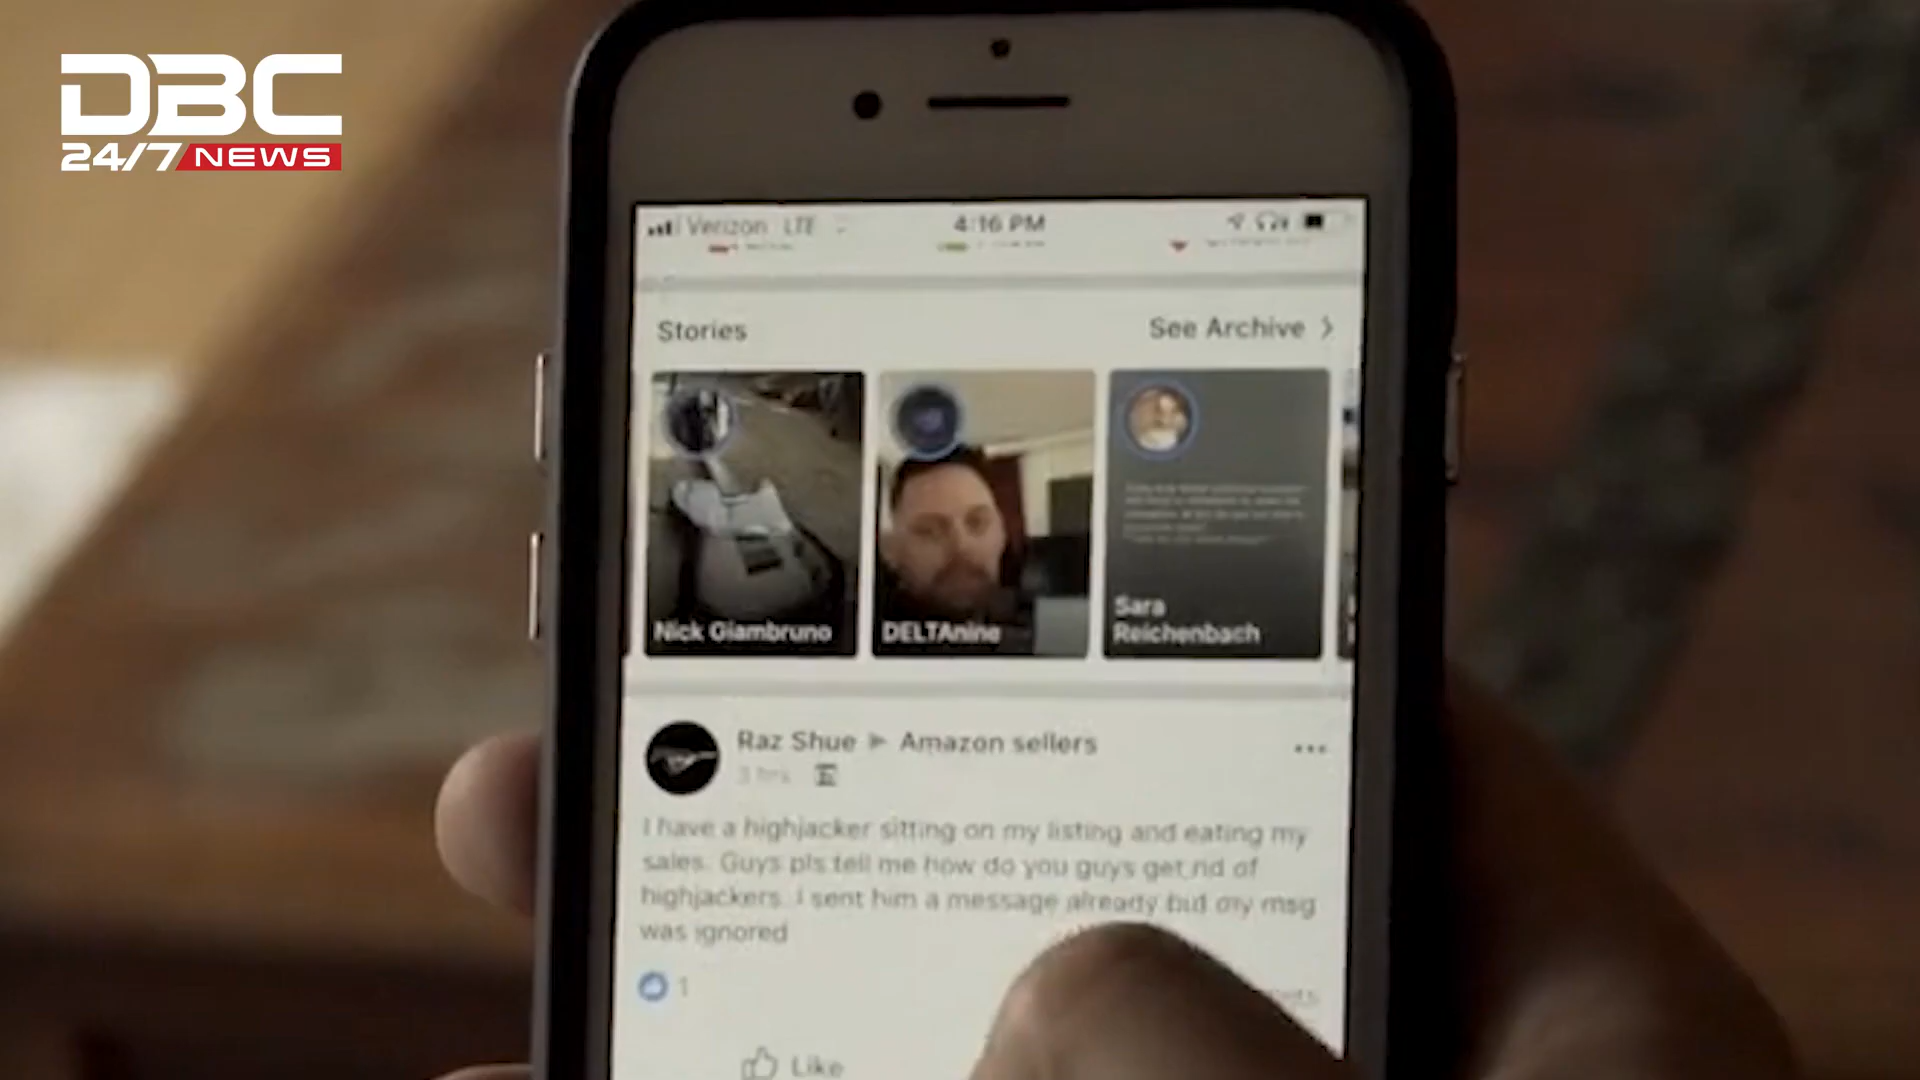 DBC
24/7 NEWS
Verizon LTE 4:16 PM
Stories See Archive
Nick Giambruno
DELTAnine
Sara
Reichenbach
Raz Shue ▶ Amazon sellers
3 hrs
I have a highjacker sitting on my listing and eating my
sales. Guys pls tell me how do you guys get rid of
highjackers. I sent him a message already but my msg
was ignored
1
Like